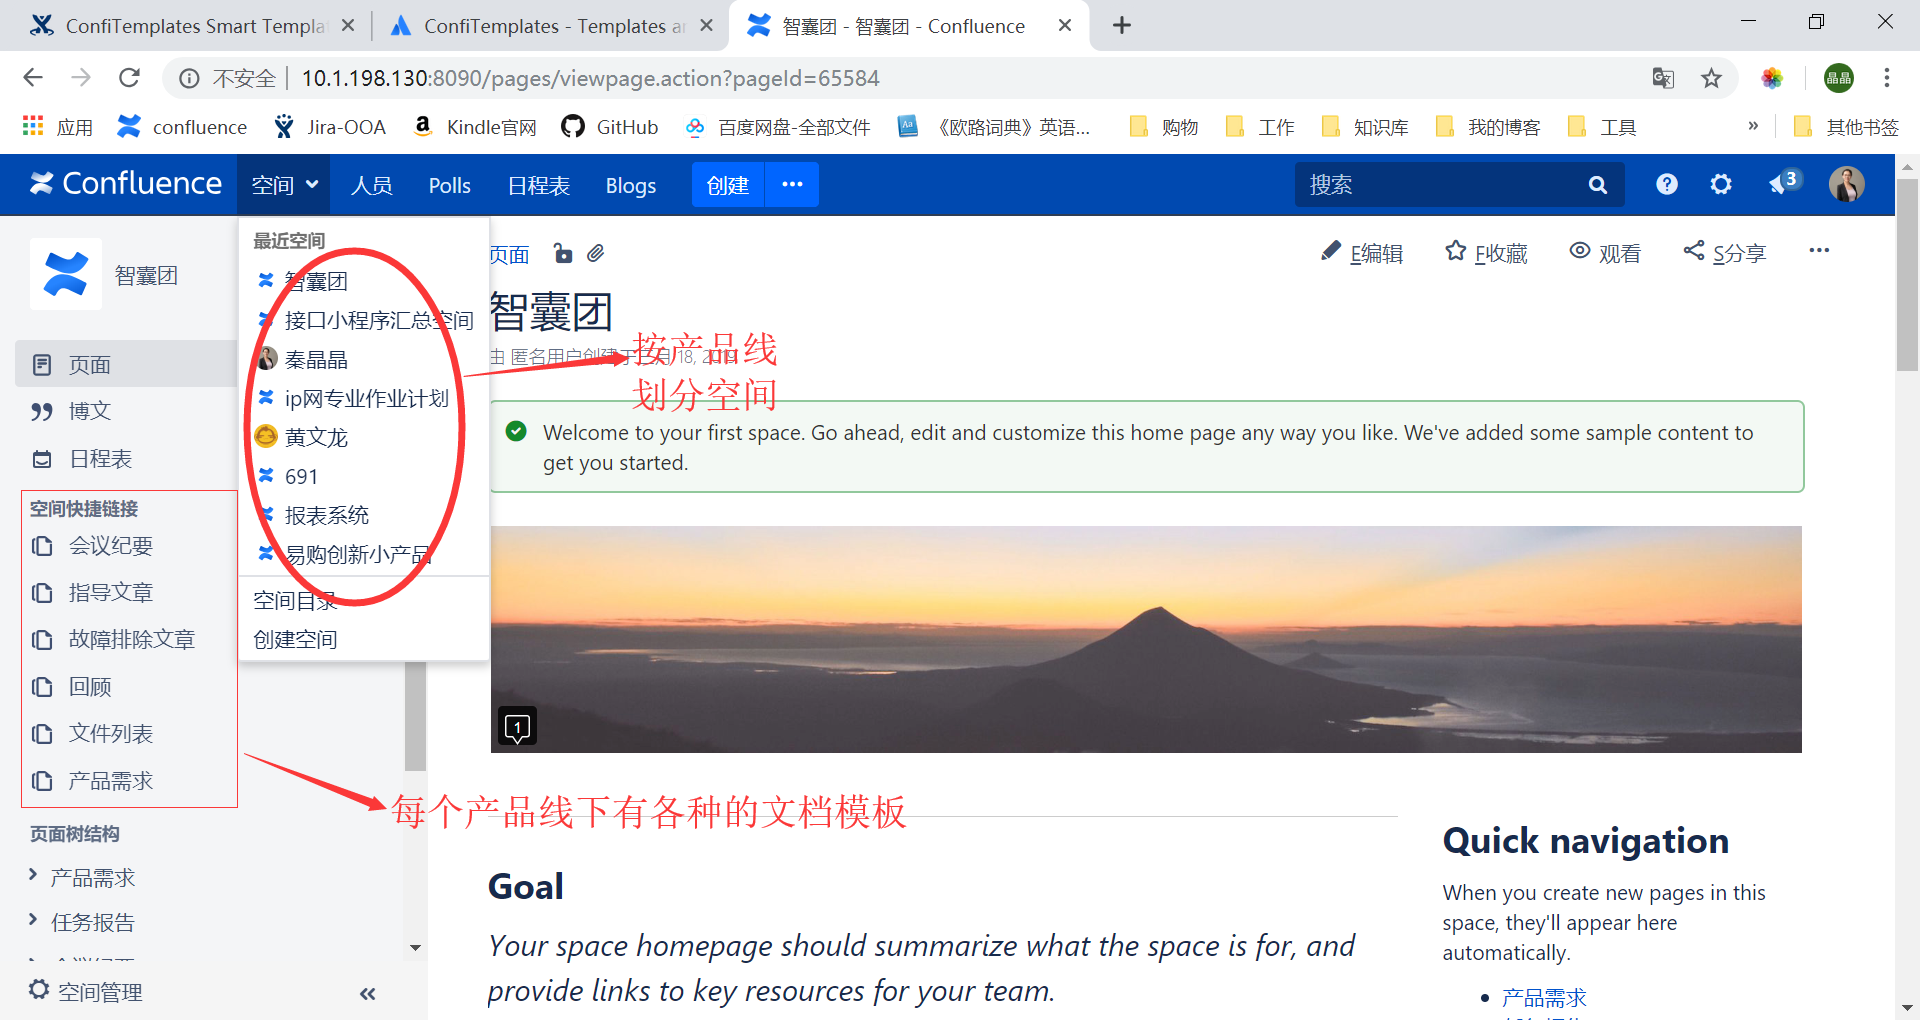 ConfiTemplates Smart Templa
ConfiTemplates - Templates a
智囊团 - 智囊团 - Confluence
不安全 10.1.198.130:8090/pages/viewpage.action?pageId=65584
晶晶
应用 confluence Jira-OOA Kindle官网 GitHub 百度网盘-全部文件 《欧路词典》英语... 购物 工作 知识库 我的博客 工具 » 其他书签
Confluence 空间 人员 Polls 日程表 Blogs 创建 ••• 搜索 3
智囊团
页面
博文
日程表
空间快捷链接
会议纪要
指导文章
故障排除文章
回顾
文件列表
产品需求
页面树结构
产品需求
任务报告
空间管理
最近空间
智囊团
接口小程序汇总空间
秦晶晶
ip网专业作业计划
黄文龙
691
报表系统
易购创新小产品
空间目录
创建空间
页面
E编辑 F收藏 观看 S分享 •••
智囊团
由 匿名用户创建于 月 18, 2019
按产品线
划分空间
Welcome to your first space. Go ahead, edit and customize this home page any way you like. We've added some sample content to
get you started.
1
每个产品线下有各种的文档模板
Goal
Your space homepage should summarize what the space is for, and
provide links to key resources for your team.
Quick navigation
When you create new pages in this
space, they'll appear here
automatically.
产品需求